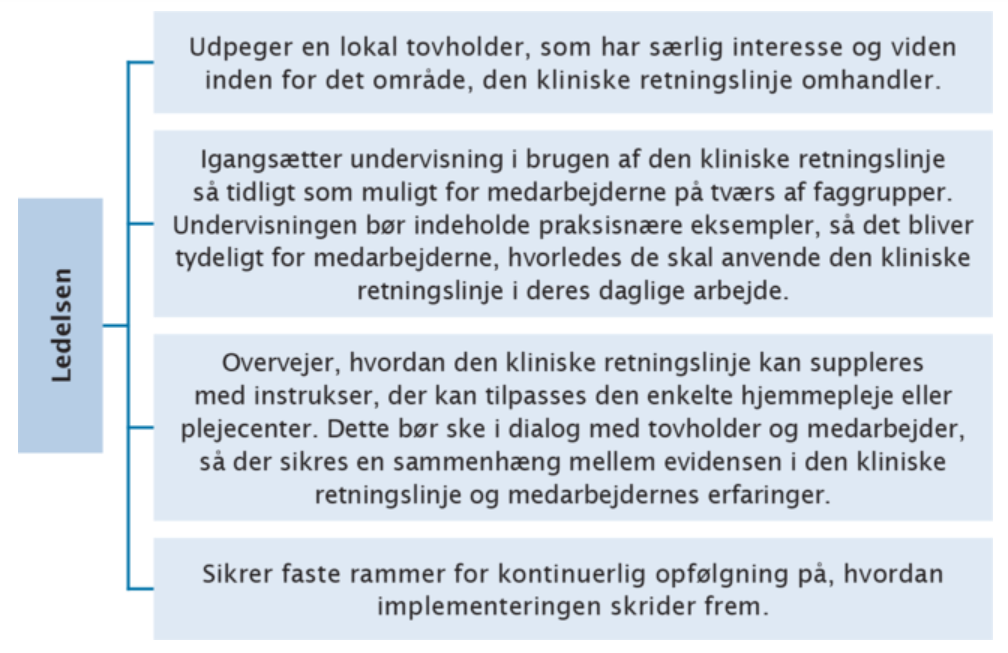 Ledelsen
Udpeger en lokal tovholder, som har særlig interesse og viden
inden for det område, den kliniske retningslinje omhandler.
Igangsætter undervisning i brugen af den kliniske retningslinje
så tidligt som muligt for medarbejderne på tværs af faggrupper.
Undervisningen bør indeholde praksisnære eksempler, så det bliver
tydeligt for medarbejderne, hvorledes de skal anvende den kliniske
retningslinje i deres daglige arbejde.
Overvejer, hvordan den kliniske retningslinje kan suppleres
med instrukser, der kan tilpasses den enkelte hjemmepleje eller
plejecenter. Dette bør ske i dialog med tovholder og medarbejder,
så der sikres en sammenhæng mellem evidensen i den kliniske
retningslinje og medarbejdernes erfaringer.
Sikrer faste rammer for kontinuerlig opfølgning på, hvordan
implementeringen skrider frem.